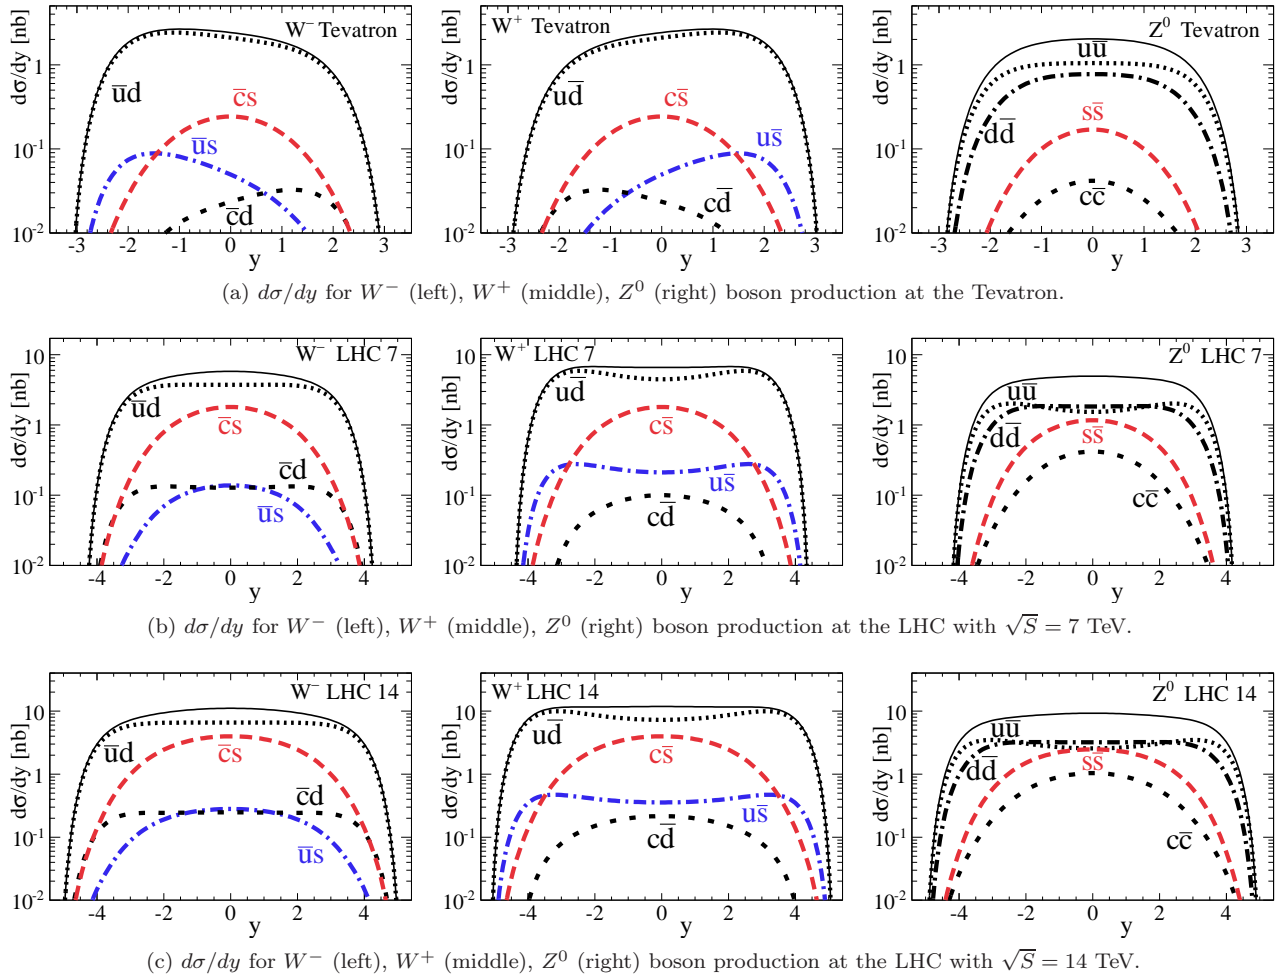 W⁻ Tevatron
dσ/dy [nb]
1
10⁻¹
10⁻²
u̅d
c̅s
u̅s
c̅d
-3 -2 -1 0 1 2 3
y
W⁺ Tevatron
dσ/dy [nb]
1
10⁻¹
10⁻²
ud̅
cs̅
us̅
cd̅
-3 -2 -1 0 1 2 3
y
Z⁰ Tevatron
dσ/dy [nb]
1
10⁻¹
10⁻²
uu̅
dd̅
ss̅
cc̅
-3 -2 -1 0 1 2 3
y
(a) dσ/dy for W⁻ (left), W⁺ (middle), Z⁰ (right) boson production at the Tevatron.
W⁻ LHC 7
dσ/dy [nb]
10
1
10⁻¹
10⁻²
u̅d
c̅s
c̅d
u̅s
-4 -2 0 2 4
y
W⁺ LHC 7
dσ/dy [nb]
10
1
10⁻¹
10⁻²
ud̅
cs̅
us̅
cd̅
-4 -2 0 2 4
y
Z⁰ LHC 7
dσ/dy [nb]
10
1
10⁻¹
10⁻²
uu̅
dd̅
ss̅
cc̅
-4 -2 0 2 4
y
(b) dσ/dy for W⁻ (left), W⁺ (middle), Z⁰ (right) boson production at the LHC with √S = 7 TeV.
W⁻ LHC 14
dσ/dy [nb]
10
1
10⁻¹
10⁻²
u̅d
c̅s
c̅d
u̅s
-4 -2 0 2 4
y
W⁺ LHC 14
dσ/dy [nb]
10
1
10⁻¹
10⁻²
ud̅
cs̅
us̅
cd̅
-4 -2 0 2 4
y
Z⁰ LHC 14
dσ/dy [nb]
10
1
10⁻¹
10⁻²
uu̅
dd̅
ss̅
cc̅
-4 -2 0 2 4
y
(c) dσ/dy for W⁻ (left), W⁺ (middle), Z⁰ (right) boson production at the LHC with √S = 14 TeV.